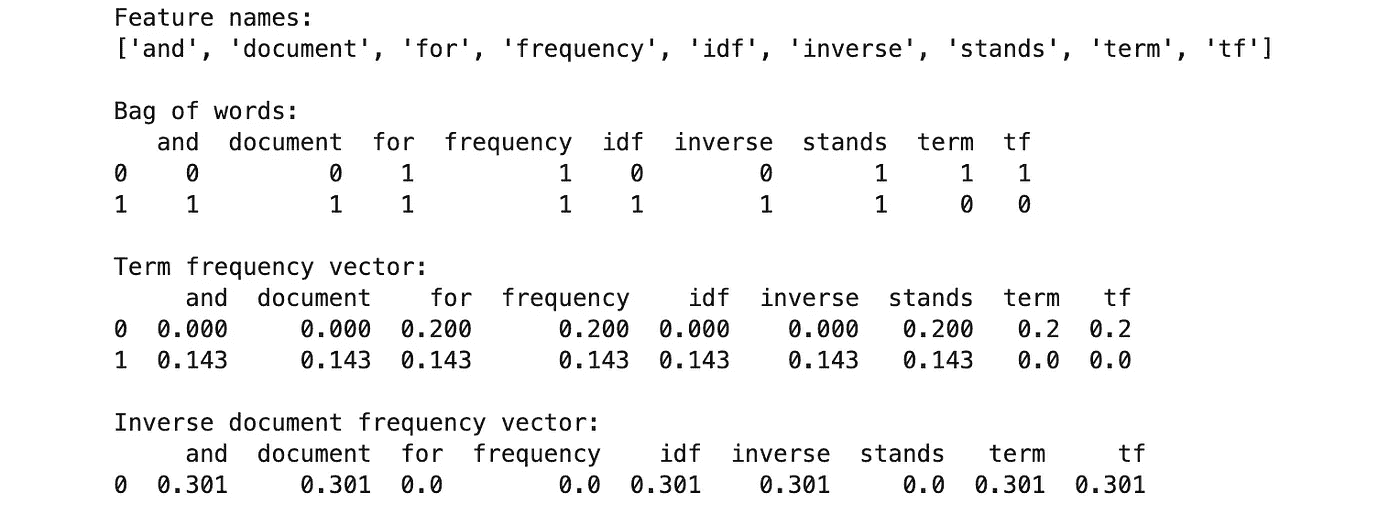 Feature names:
['and', 'document', 'for', 'frequency', 'idf', 'inverse', 'stands', 'term', 'tf']
Bag of words:
and document for frequency idf inverse stands term tf
0 0 0 1 1 0 0 1 1 1
1 1 1 1 1 1 1 1 0 0
Term frequency vector:
and document for frequency idf inverse stands term tf
0 0.000 0.000 0.200 0.200 0.000 0.000 0.200 0.2 0.2
1 0.143 0.143 0.143 0.143 0.143 0.143 0.143 0.0 0.0
Inverse document frequency vector:
and document for frequency idf inverse stands term tf
0 0.301 0.301 0.0 0.0 0.301 0.301 0.0 0.301 0.301